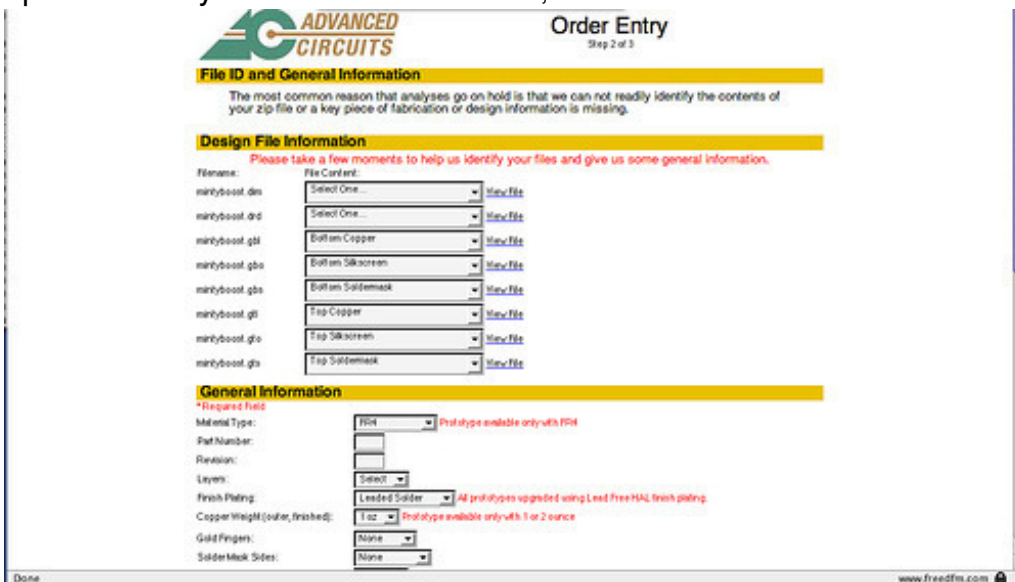 ADVANCED
CIRCUITS
Order Entry
Step 2 of 3
File ID and General Information
The most common reason that analyses go on hold is that we can not readily identify the contents of
your zip file or a key piece of fabrication or design information is missing.
Design File Information
Please take a few moments to help us identify your files and give us some general information.
Filename: File Content:
mintyboost.dim Select One... View File
mintyboost.drd Select One... View File
mintyboost.gbl Bottom Copper View File
mintyboost.gbo Bottom Silkscreen View File
mintyboost.gbs Bottom Soldermask View File
mintyboost.gtl Top Copper View File
mintyboost.gto Top Silkscreen View File
mintyboost.gts Top Soldermask View File
General Information
*Required Field
Material Type: FR4 Prototype available only with FR4
Part Number:
Revision:
Layers: Select
Finish Plating: Leaded Solder All prototypes upgraded using Lead Free HAL finish plating.
Copper Weight (outer, finished): 1 oz Prototype available only with 1 or 2 ounce
Gold Fingers: None
Solder Mask Sides: None
Done www.freedfm.com